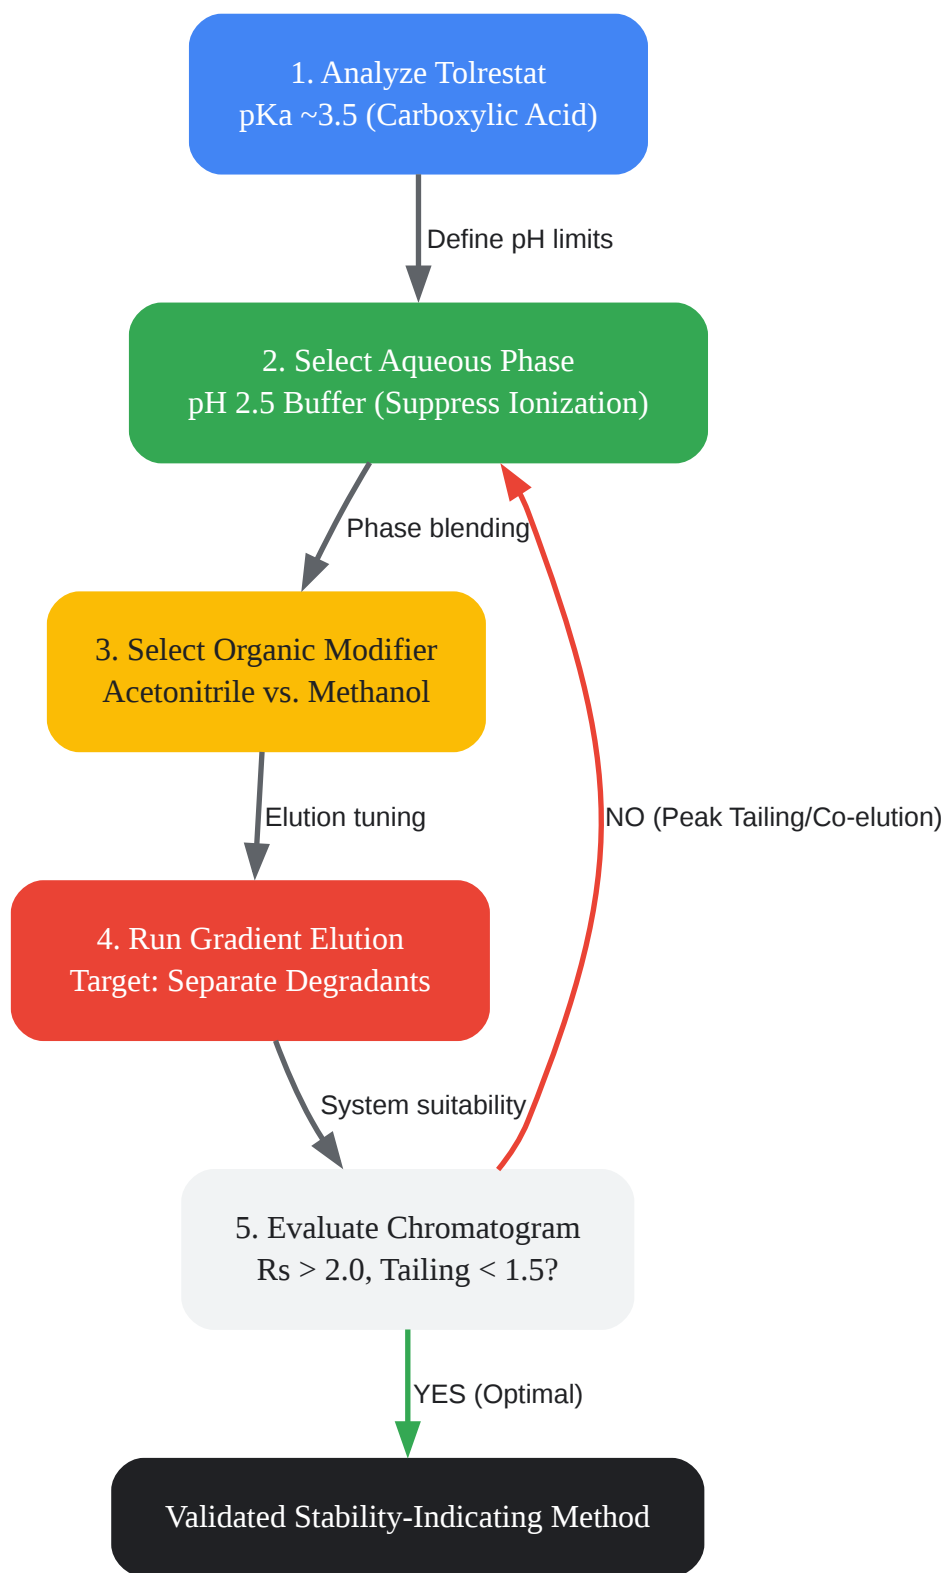 1. Analyze Tolrestat
pKa ~3.5 (Carboxylic Acid)
Define pH limits
2. Select Aqueous Phase
pH 2.5 Buffer (Suppress Ionization)
Phase blending
3. Select Organic Modifier
Acetonitrile vs. Methanol
Elution tuning
NO (Peak Tailing/Co-elution)
4. Run Gradient Elution
Target: Separate Degradants
System suitability
5. Evaluate Chromatogram
Rs > 2.0, Tailing < 1.5?
YES (Optimal)
Validated Stability-Indicating Method